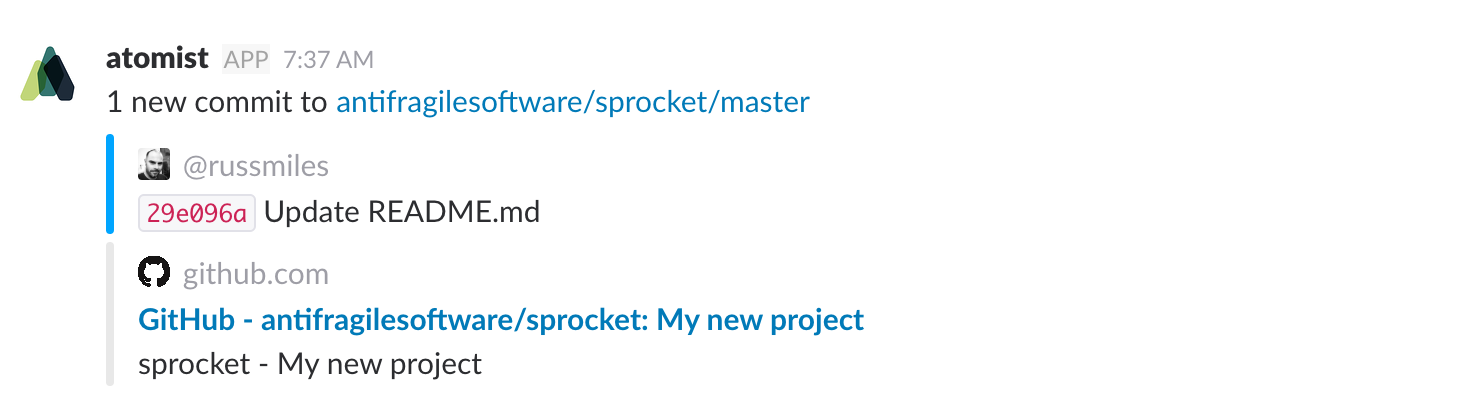 atomist APP 7:37 AM
1 new commit to antifragilesoftware/sprocket/master
@russmiles
29e096a Update README.md
github.com
GitHub - antifragilesoftware/sprocket: My new project
sprocket - My new project